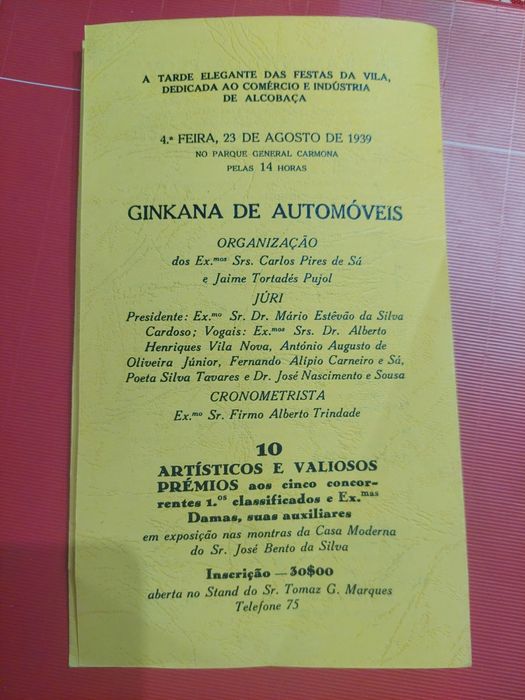 A TARDE ELEGANTE DAS FESTAS DA VILA,
DEDICADA AO COMÉRCIO E INDÚSTRIA
DE ALCOBAÇA
4.ª FEIRA, 23 DE AGOSTO DE 1939
NO PARQUE GENERAL CARMONA
PELAS 14 HORAS
GINKANA DE AUTOMÓVEIS
ORGANIZAÇÃO
dos Ex.mos Srs. Carlos Pires de Sá
e Jaime Tortadés Pujol
JÚRI
Presidente: Ex.mo Sr. Dr. Mário Estêvão da Silva
Cardoso; Vogais: Ex.mos Srs. Dr. Alberto
Henriques Vila Nova, António Augusto de
Oliveira Júnior, Fernando Alípio Carneiro e Sá,
Poeta Silva Tavares e Dr. José Nascimento e Sousa
CRONOMETRISTA
Ex.mo Sr. Firmo Alberto Trindade
10
ARTÍSTICOS E VALIOSOS
PRÉMIOS aos cinco concor-
rentes 1.os classificados e Ex.mas
Damas, suas auxiliares
em exposição nas montras da Casa Moderna
do Sr. José Bento da Silva
Inscrição — 30$00
aberta no Stand do Sr. Tomaz G. Marques
Telefone 75